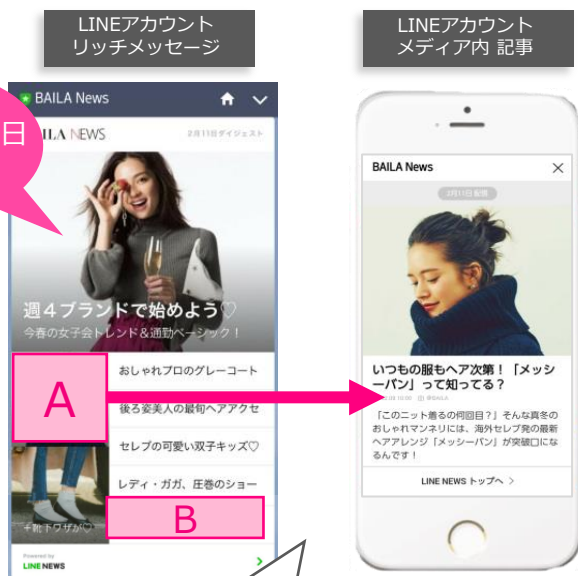 LINEアカウント
リッチメッセージ
LINEアカウント
メディア内 記事
BAILA News
日
ILA NEWS
2月11日ダイジェスト
週4ブランドで始めよう♡
今春の女子会トレンド&通勤ベーシック!
A
おしゃれプロのグレーコート
後ろ姿美人の最旬ヘアアクセ
セレブの可愛い双子キッズ♡
レディ・ガガ、圧巻のショー
B
+靴下ワザが♡
Powered by
LINE NEWS
BAILA News
2月11日 配信
いつもの服もヘア次第!「メッシ
ーバン」って知ってる?
「このニット着るの何回目?」そんな真冬の
おしゃれマンネリには、海外セレブ発の最新
ヘアアレンジ「メッシーバン」が突破口にな
るんです!
LINE NEWS トップへ >